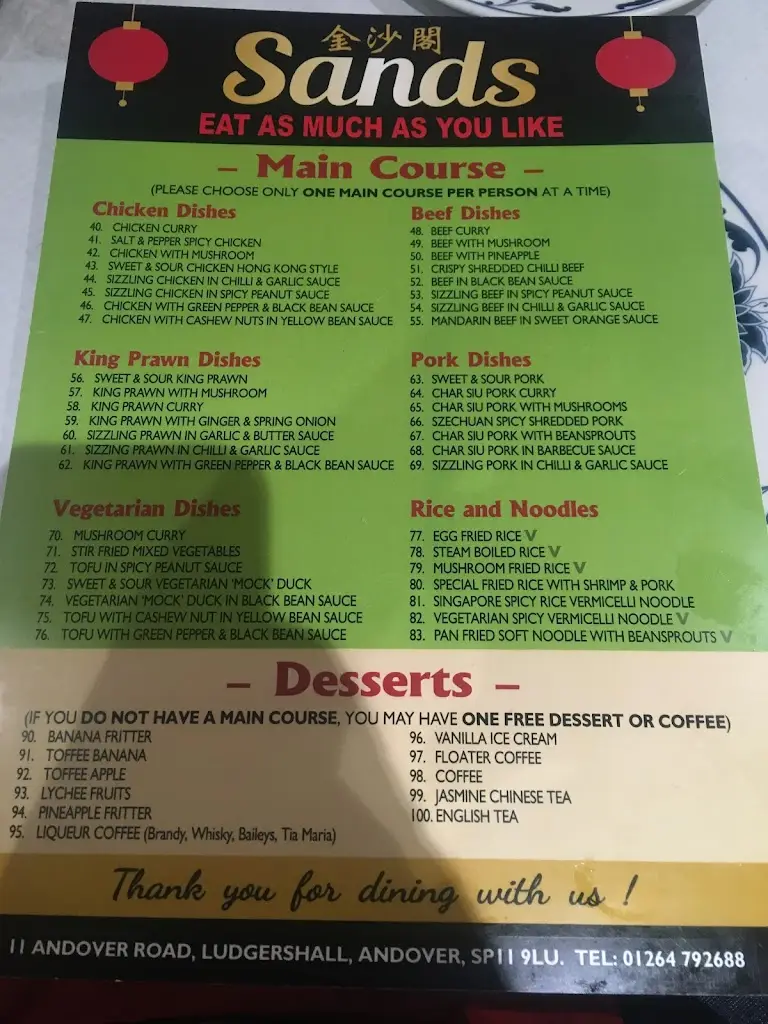 金沙閣
Sands
EAT AS MUCH AS YOU LIKE
– Main Course –
(PLEASE CHOOSE ONLY ONE MAIN COURSE PER PERSON AT A TIME)
Chicken Dishes
40. CHICKEN CURRY
41. SALT & PEPPER SPICY CHICKEN
42. CHICKEN WITH MUSHROOM
43. SWEET & SOUR CHICKEN HONG KONG STYLE
44. SIZZLING CHICKEN IN CHILLI & GARLIC SAUCE
45. SIZZLING CHICKEN IN SPICY PEANUT SAUCE
46. CHICKEN WITH GREEN PEPPER & BLACK BEAN SAUCE
47. CHICKEN WITH CASHEW NUTS IN YELLOW BEAN SAUCE
Beef Dishes
48. BEEF CURRY
49. BEEF WITH MUSHROOM
50. BEEF WITH PINEAPPLE
51. CRISPY SHREDDED CHILLI BEEF
52. BEEF IN BLACK BEAN SAUCE
53. SIZZLING BEEF IN SPICY PEANUT SAUCE
54. SIZZLING BEEF IN CHILLI & GARLIC SAUCE
55. MANDARIN BEEF IN SWEET ORANGE SAUCE
King Prawn Dishes
56. SWEET & SOUR KING PRAWN
57. KING PRAWN WITH MUSHROOM
58. KING PRAWN CURRY
59. KING PRAWN WITH GINGER & SPRING ONION
60. SIZZLING PRAWN IN GARLIC & BUTTER SAUCE
61. SIZZING PRAWN IN CHILLI & GARLIC SAUCE
62. KING PRAWN WITH GREEN PEPPER & BLACK BEAN SAUCE
Pork Dishes
63. SWEET & SOUR PORK
64. CHAR SIU PORK CURRY
65. CHAR SIU PORK WITH MUSHROOMS
66. SZECHUAN SPICY SHREDDED PORK
67. CHAR SIU PORK WITH BEANSPROUTS
68. CHAR SIU PORK IN BARBECUE SAUCE
69. SIZZLING PORK IN CHILLI & GARLIC SAUCE
Vegetarian Dishes
70. MUSHROOM CURRY
71. STIR FRIED MIXED VEGETABLES
72. TOFU IN SPICY PEANUT SAUCE
73. SWEET & SOUR VEGETARIAN 'MOCK' DUCK
74. VEGETARIAN 'MOCK' DUCK IN BLACK BEAN SAUCE
75. TOFU WITH CASHEW NUT IN YELLOW BEAN SAUCE
76. TOFU WITH GREEN PEPPER & BLACK BEAN SAUCE
Rice and Noodles
77. EGG FRIED RICE V
78. STEAM BOILED RICE V
79. MUSHROOM FRIED RICE V
80. SPECIAL FRIED RICE WITH SHRIMP & PORK
81. SINGAPORE SPICY RICE VERMICELLI NOODLE
82. VEGETARIAN SPICY VERMICELLI NOODLE V
83. PAN FRIED SOFT NOODLE WITH BEANSPROUTS V
– Desserts –
(IF YOU DO NOT HAVE A MAIN COURSE, YOU MAY HAVE ONE FREE DESSERT OR COFFEE)
90. BANANA FRITTER
91. TOFFEE BANANA
92. TOFFEE APPLE
93. LYCHEE FRUITS
94. PINEAPPLE FRITTER
95. LIQUEUR COFFEE (Brandy, Whisky, Baileys, Tia Maria)
96. VANILLA ICE CREAM
97. FLOATER COFFEE
98. COFFEE
99. JASMINE CHINESE TEA
100. ENGLISH TEA
Thank you for dining with us !
11 ANDOVER ROAD, LUDGERSHALL, ANDOVER, SP11 9LU. TEL: 01264 792688